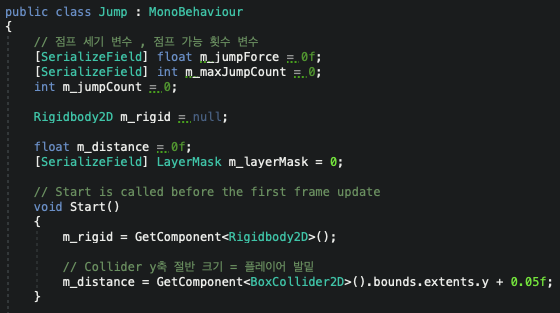 public class Jump : MonoBehaviour
{
// 점프 세기 변수 , 점프 가능 횟수 변수
[SerializeField] float m_jumpForce = 0f;
[SerializeField] int m_maxJumpCount = 0;
int m_jumpCount = 0;
Rigidbody2D m_rigid = null;
float m_distance = 0f;
[SerializeField] LayerMask m_layerMask = 0;
// Start is called before the first frame update
void Start()
{
m_rigid = GetComponent<Rigidbody2D>();
// Collider y축 절반 크기 = 플레이어 발밑
m_distance = GetComponent<BoxCollider2D>().bounds.extents.y + 0.05f;
}